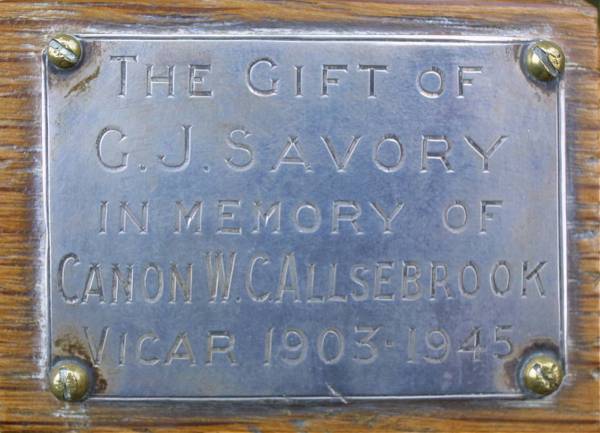 THE GIFT OF
G.J.SAVORY
IN MEMORY OF
CANON W.C ALLSEBROOK
VICAR 1903-1945